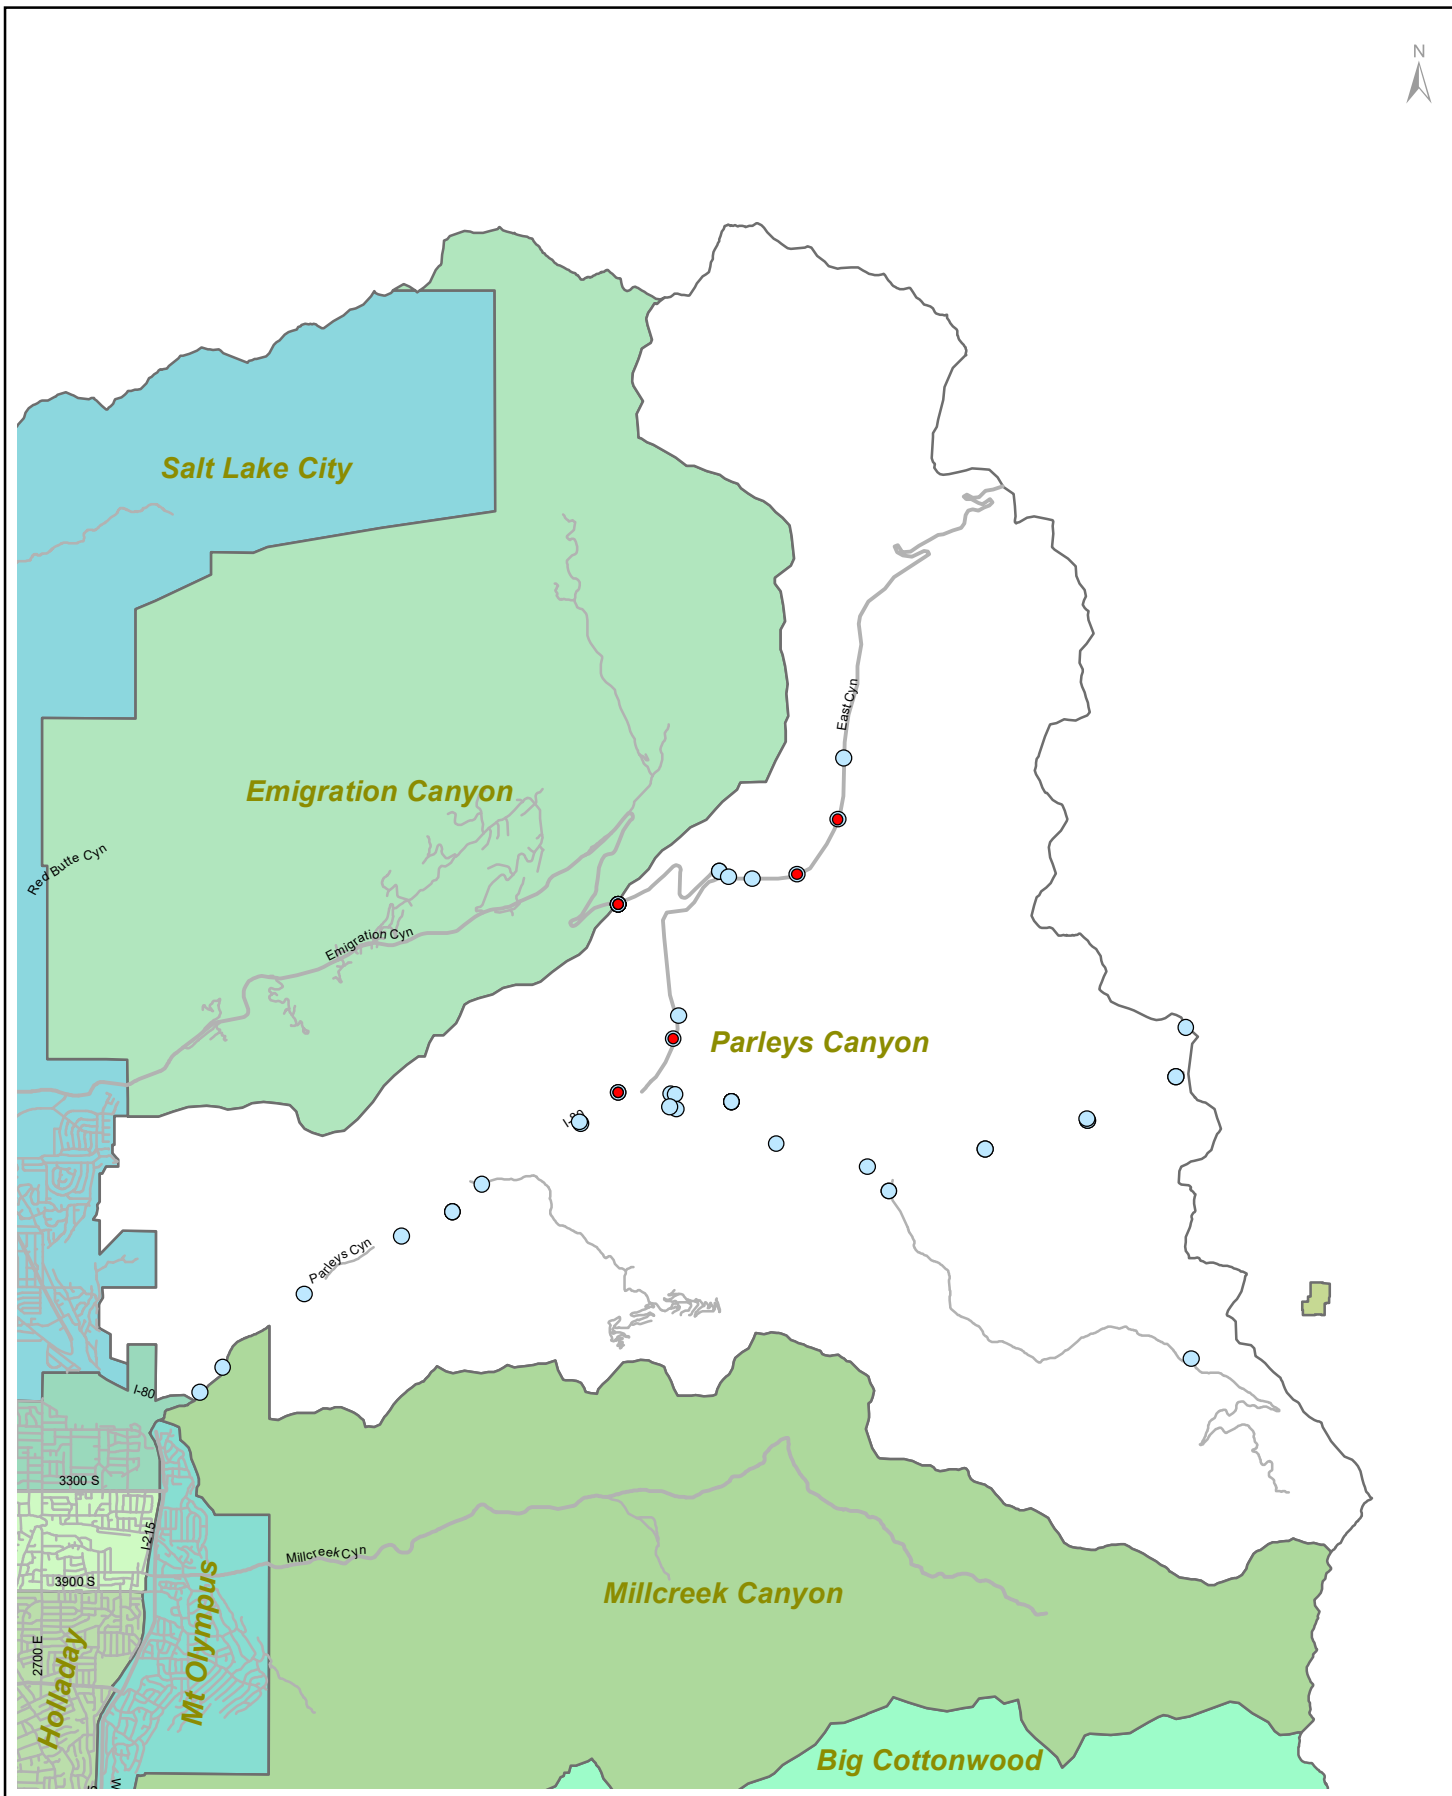 N
Salt Lake City
East Cyn
Emigration Canyon
Red Butte Cyn
Emigration Cyn
Parleys Canyon
Parleys Cyn
I-80
3300 S
I-215
Millcreek Cyn
3900 S
Millcreek Canyon
2700 E
Holladay
Mt Olympus
Big Cottonwood